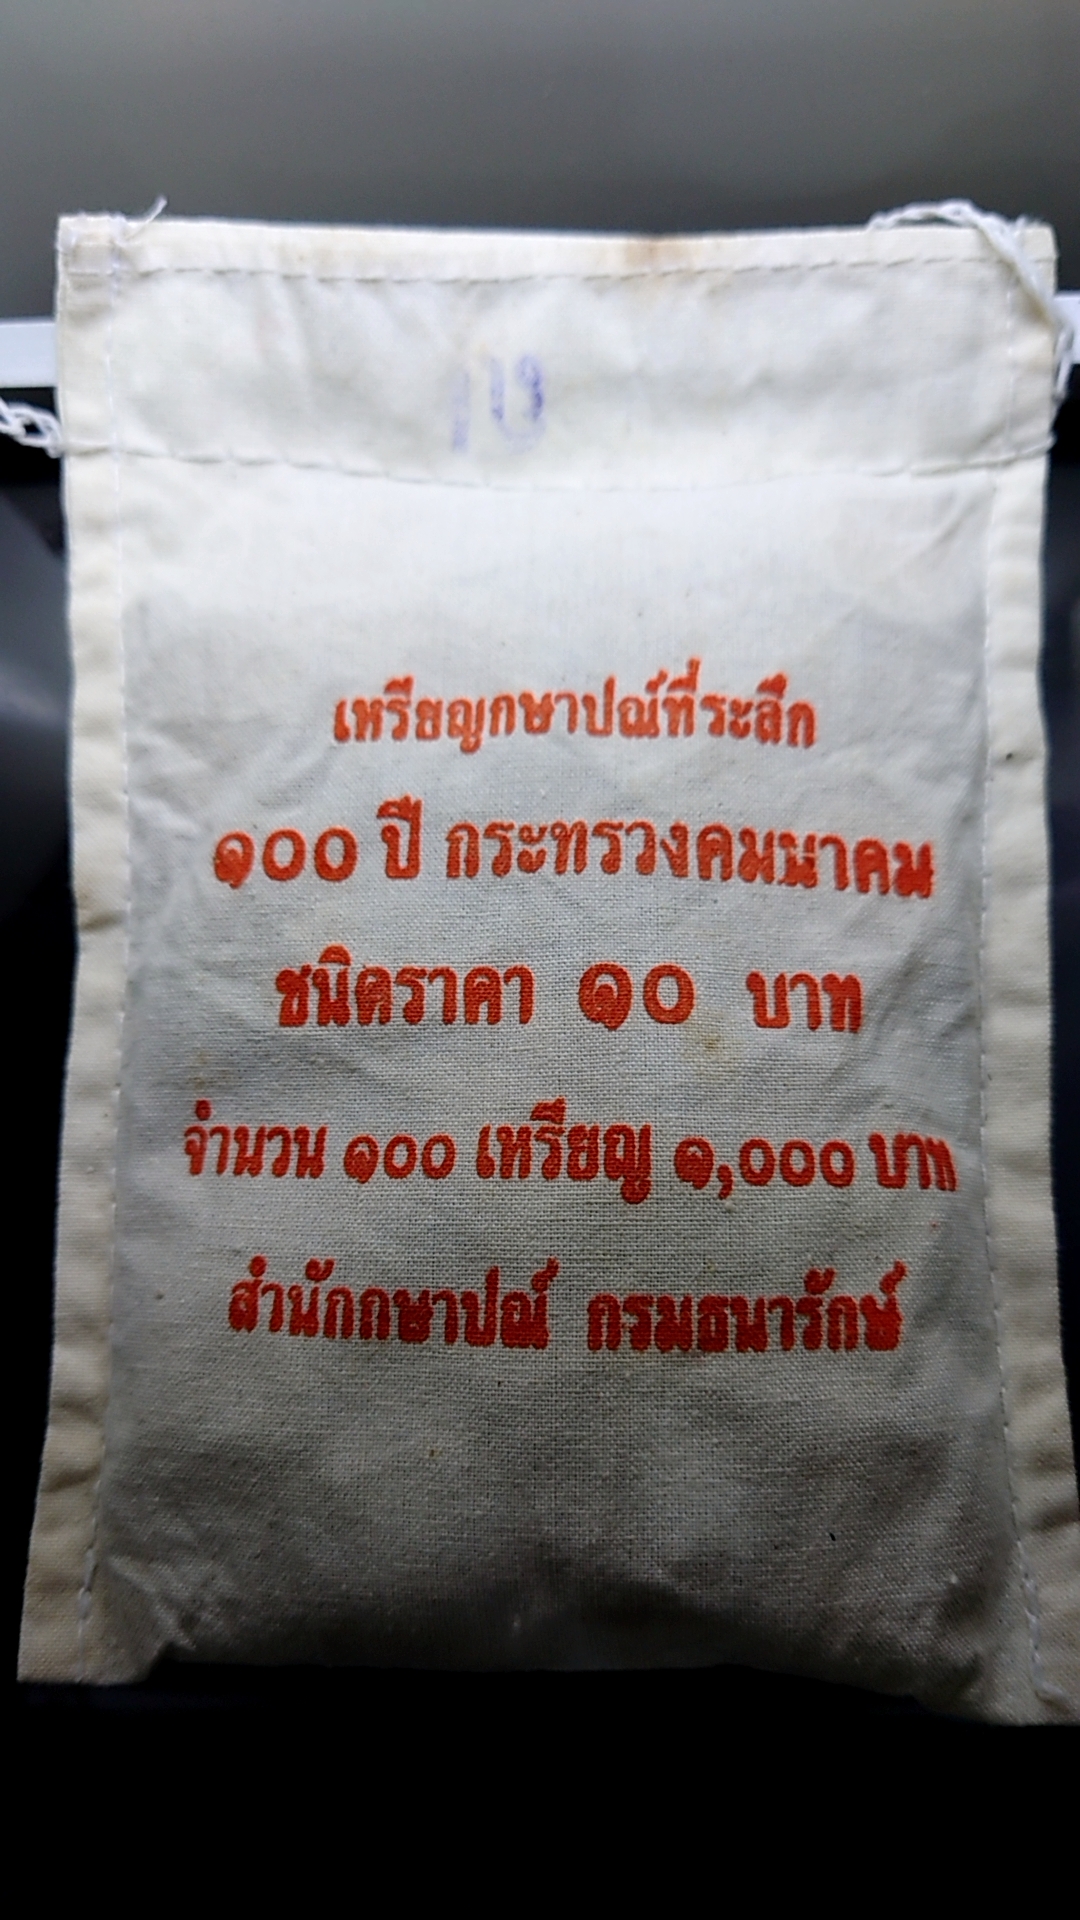 เหรียญกษาปณ์ที่ระลึก
๑๐๐ ปี กระทรวงคมนาคม
ชนิดราคา ๑๐ บาท
จำนวน ๑๐๐ เหรียญ ๑,๐๐๐ บาท
สำนักกษาปณ์ กรมธนารักษ์